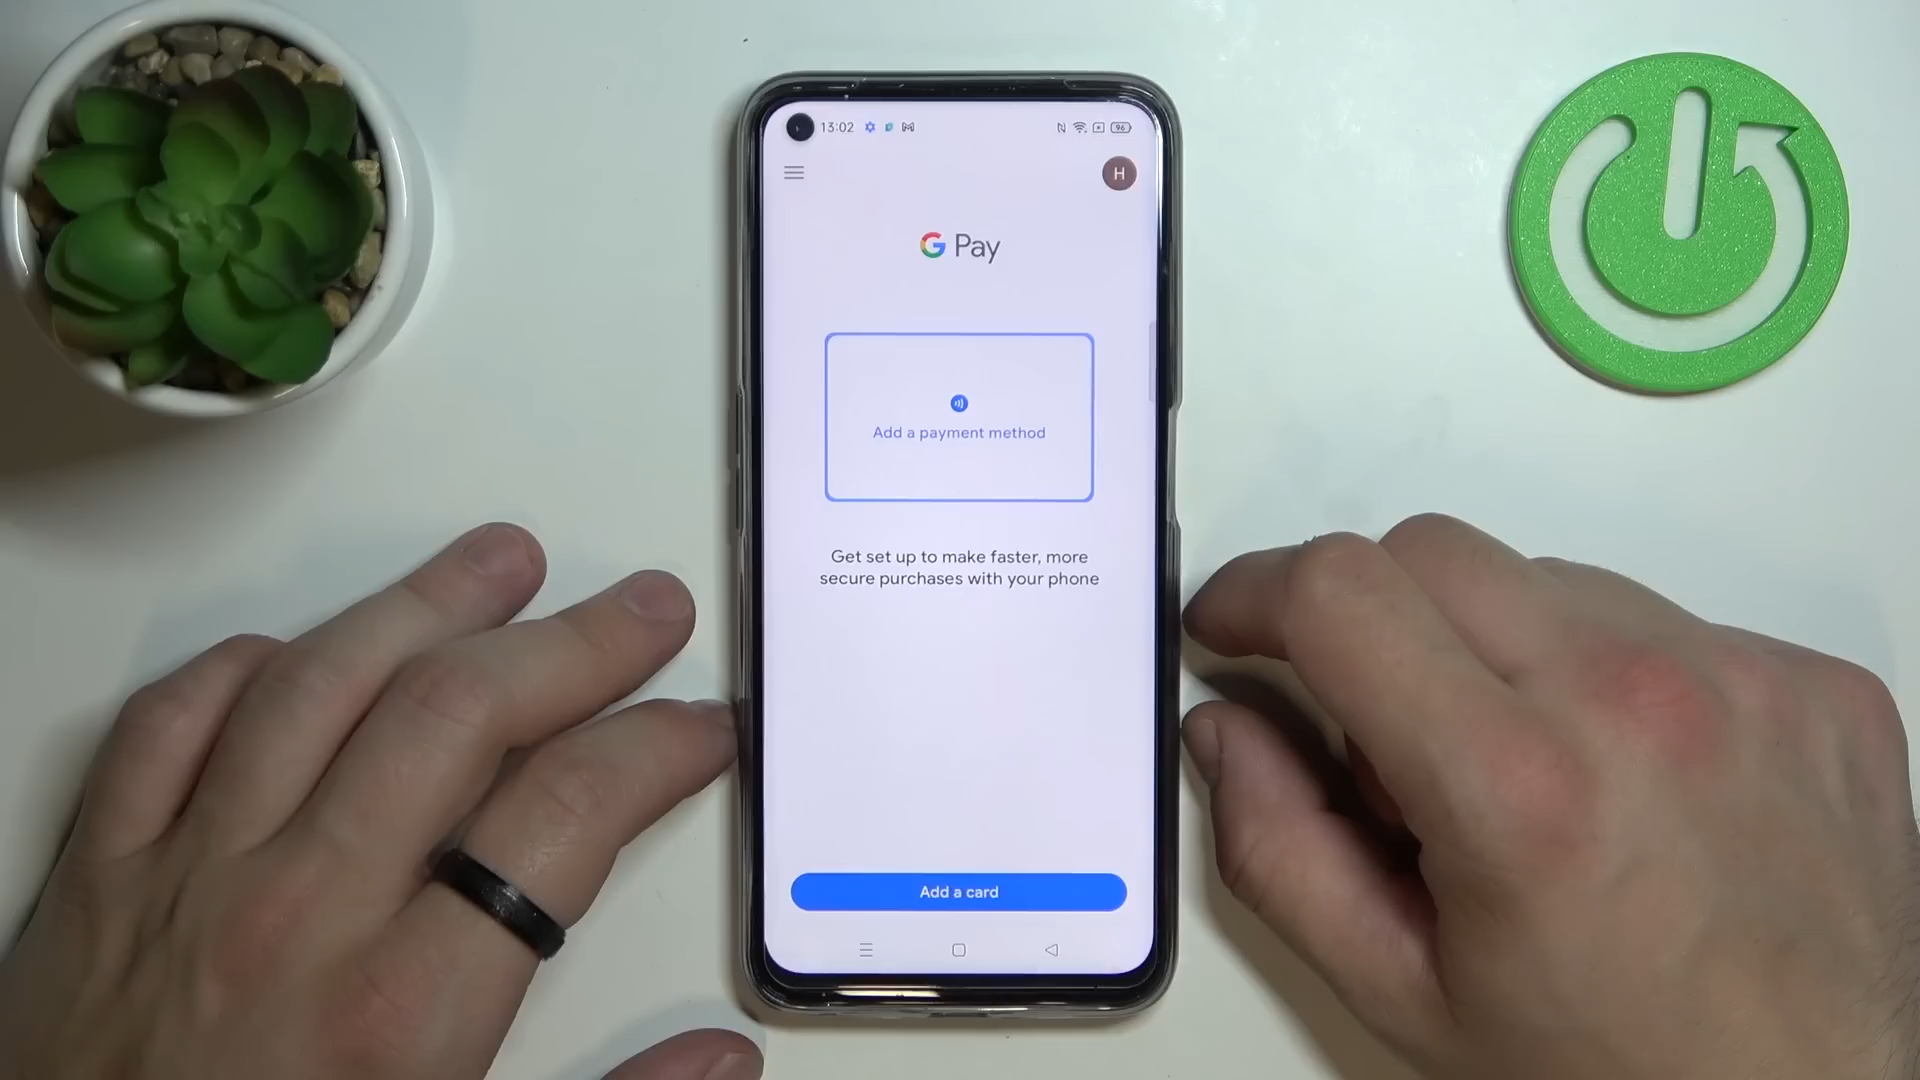 13:02
96
H
G Pay
Add a payment method
Get set up to make faster, more
secure purchases with your phone
Add a card